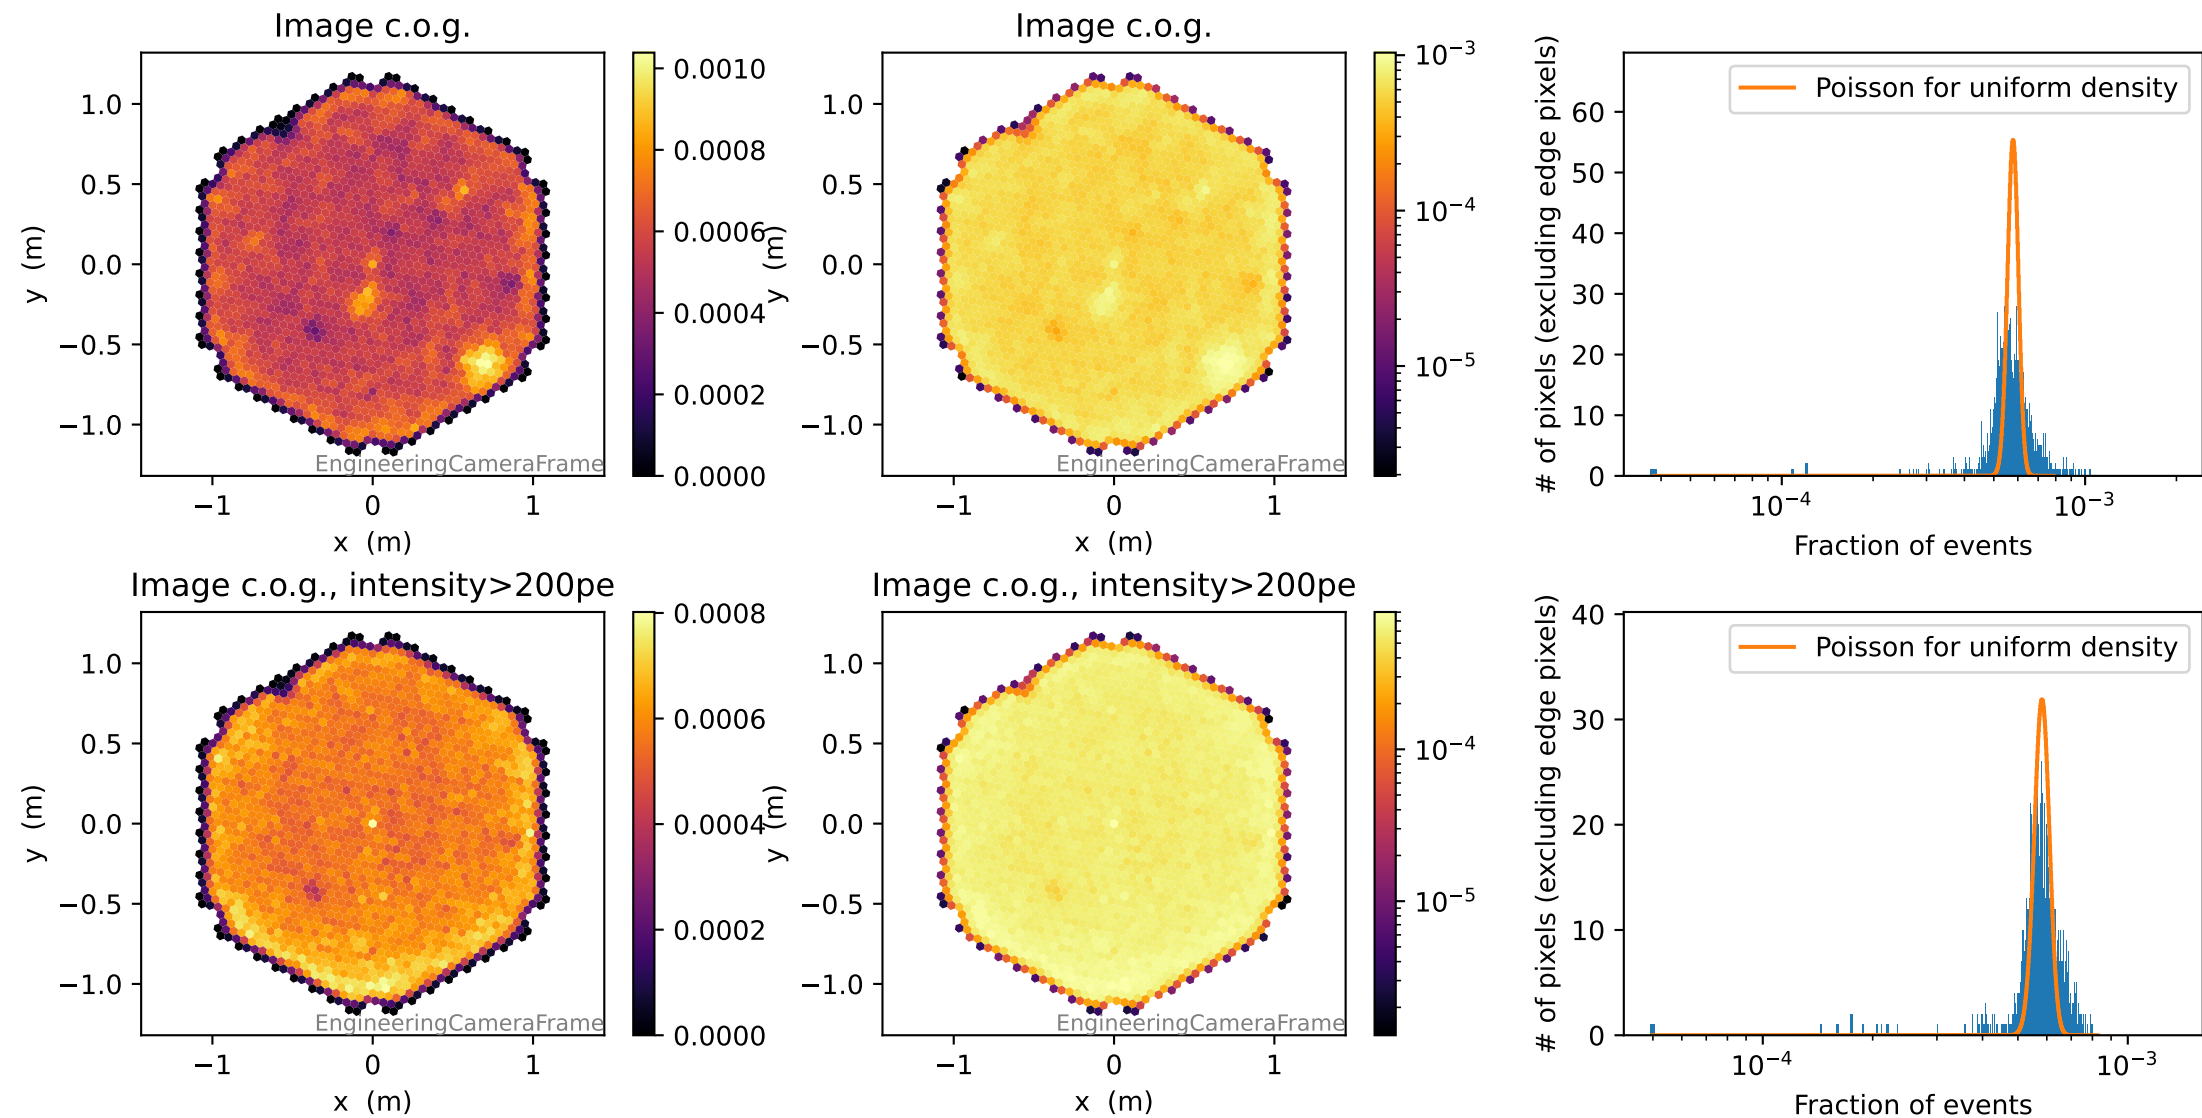 Image c.o.g.
1.0
0.5
0.0
−0.5
−1.0
y (m)
−1
0
1
x (m)
EngineeringCameraFrame
0.0010
0.0008
0.0006
0.0004
0.0002
0.0000
Image c.o.g.
1.0
0.5
0.0
−0.5
−1.0
y (m)
−1
0
1
x (m)
EngineeringCameraFrame
10⁻³
10⁻⁴
10⁻⁵
# of pixels (excluding edge pixels)
60
50
40
30
20
10
0
Poisson for uniform density
10⁻⁴
10⁻³
Fraction of events
Image c.o.g., intensity>200pe
1.0
0.5
0.0
−0.5
−1.0
y (m)
−1
0
1
x (m)
EngineeringCameraFrame
0.0008
0.0006
0.0004
0.0002
0.0000
Image c.o.g., intensity>200pe
1.0
0.5
0.0
−0.5
−1.0
y (m)
−1
0
1
x (m)
EngineeringCameraFrame
10⁻⁴
10⁻⁵
# of pixels (excluding edge pixels)
40
30
20
10
0
Poisson for uniform density
10⁻⁴
10⁻³
Fraction of events